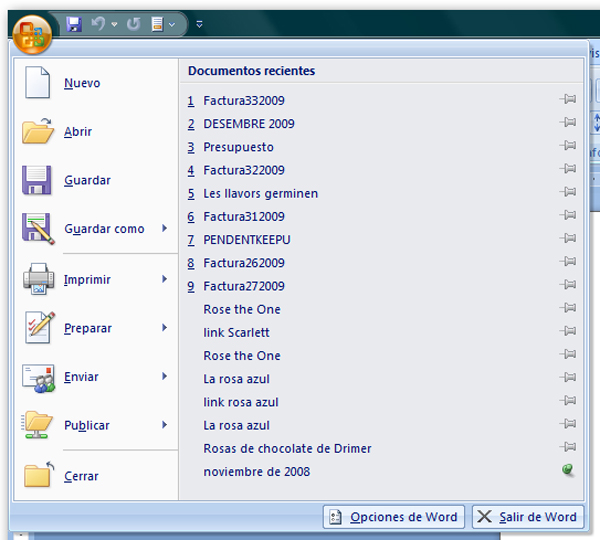 Nuevo
Abrir
Guardar
Guardar como
Imprimir
Preparar
Enviar
Publicar
Cerrar
Documentos recientes
1 Factura332009
2 DESEMBRE 2009
3 Presupuesto
4 Factura322009
5 Les llavors germinen
6 Factura312009
7 PENDENTKEEPU
8 Factura262009
9 Factura272009
Rose the One
link Scarlett
Rose the One
La rosa azul
link rosa azul
La rosa azul
Rosas de chocolate de Drimer
noviembre de 2008
Opciones de Word
Salir de Word